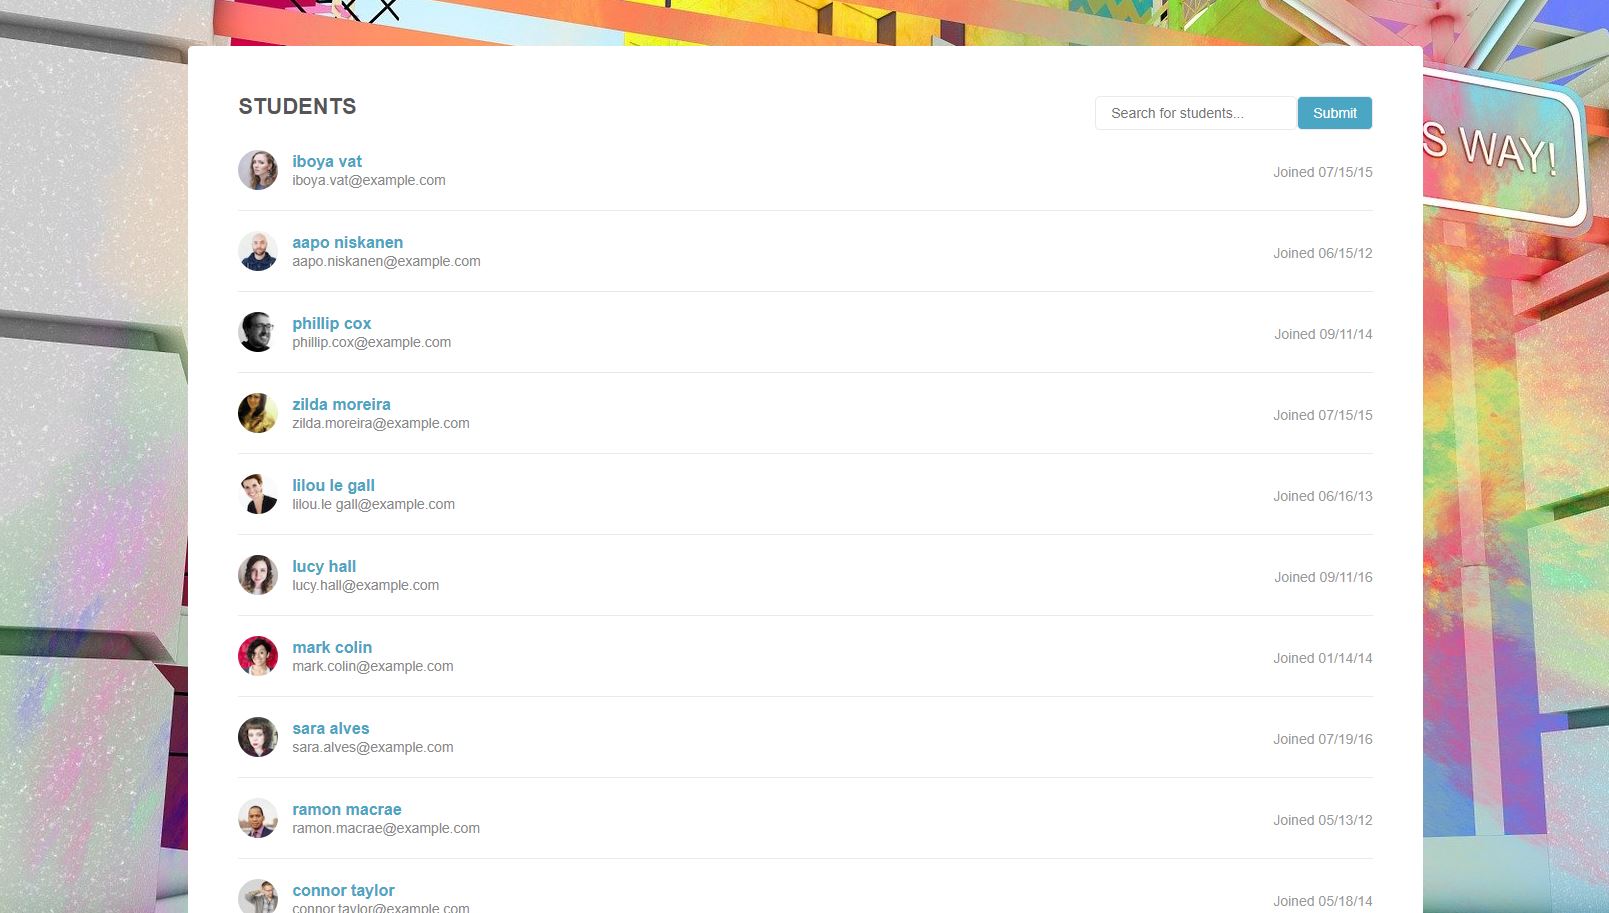 STUDENTS
Search for students...
Submit
iboya vat
iboya.vat@example.com
Joined 07/15/15
aapo niskanen
aapo.niskanen@example.com
Joined 06/15/12
phillip cox
phillip.cox@example.com
Joined 09/11/14
zilda moreira
zilda.moreira@example.com
Joined 07/15/15
lilou le gall
lilou.le gall@example.com
Joined 06/16/13
lucy hall
lucy.hall@example.com
Joined 09/11/16
mark colin
mark.colin@example.com
Joined 01/14/14
sara alves
sara.alves@example.com
Joined 07/19/16
ramon macrae
ramon.macrae@example.com
Joined 05/13/12
connor taylor
connor.taylor@example.com
Joined 05/18/14
S WAY!